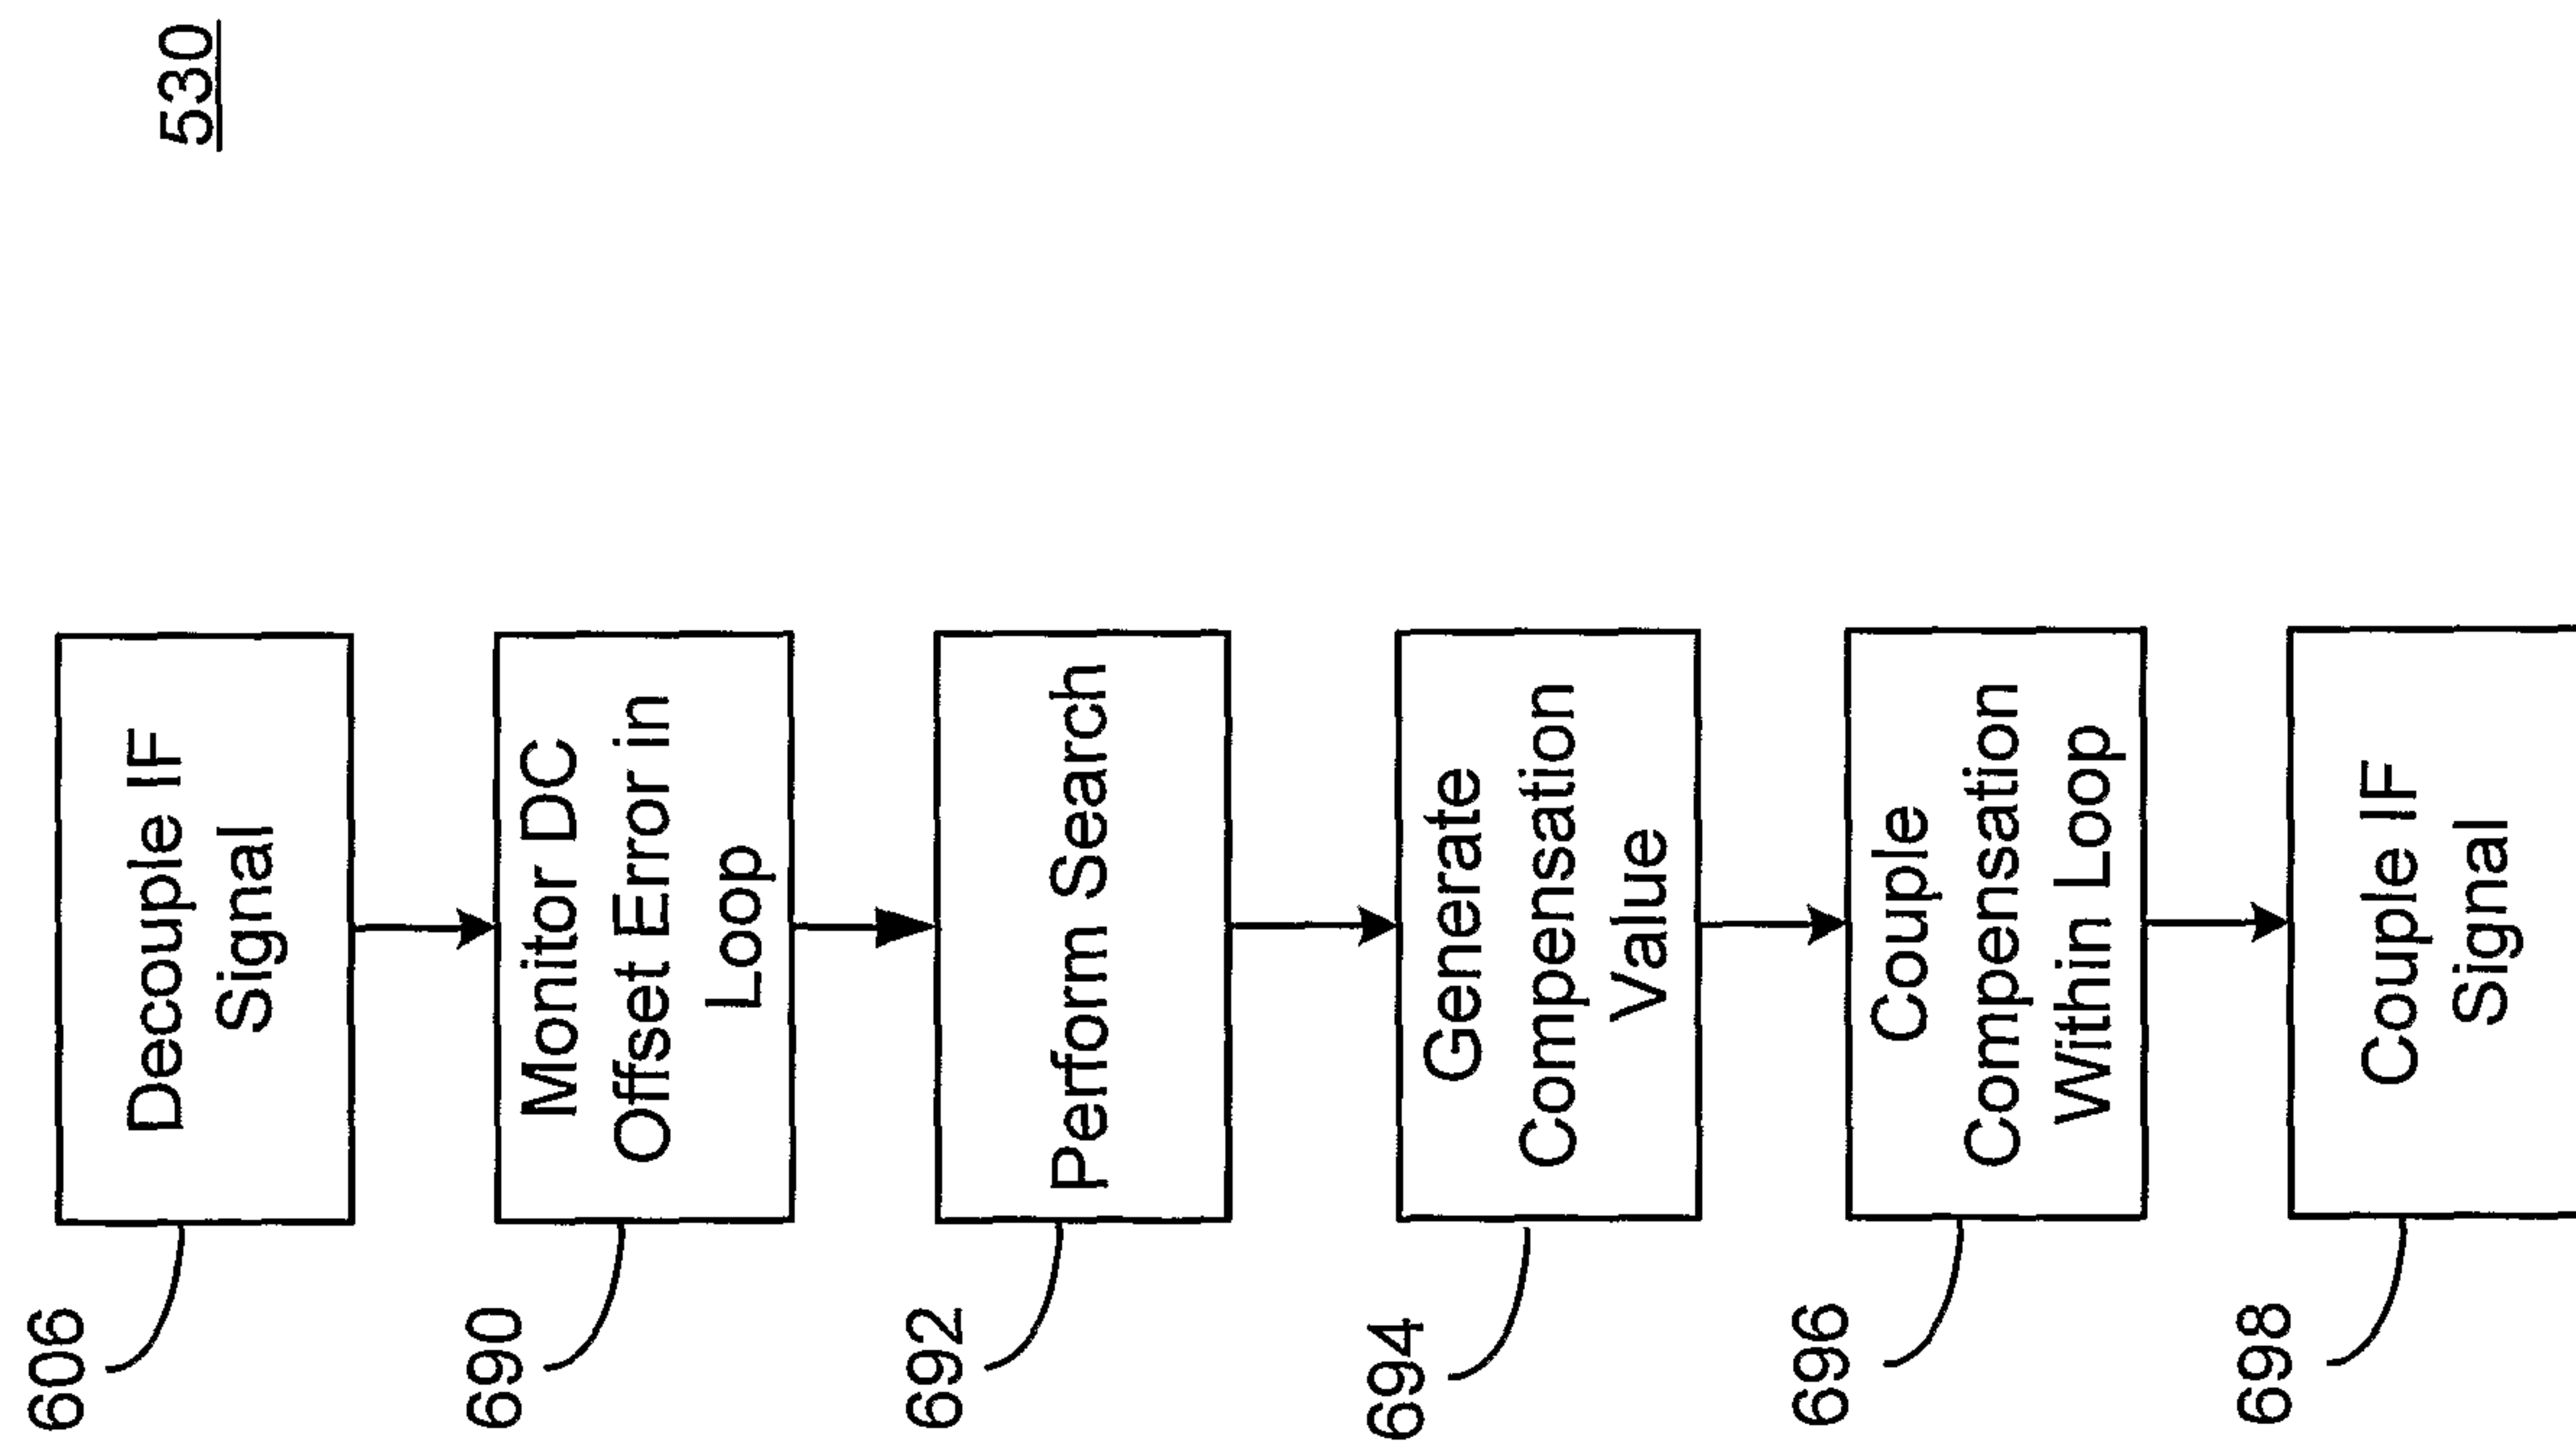 530
606
Decouple IF
Signal
690
Monitor DC
Offset Error in
Loop
692
Perform Search
694
Generate
Compensation
Value
696
Couple
Compensation
Within Loop
698
Couple IF
Signal